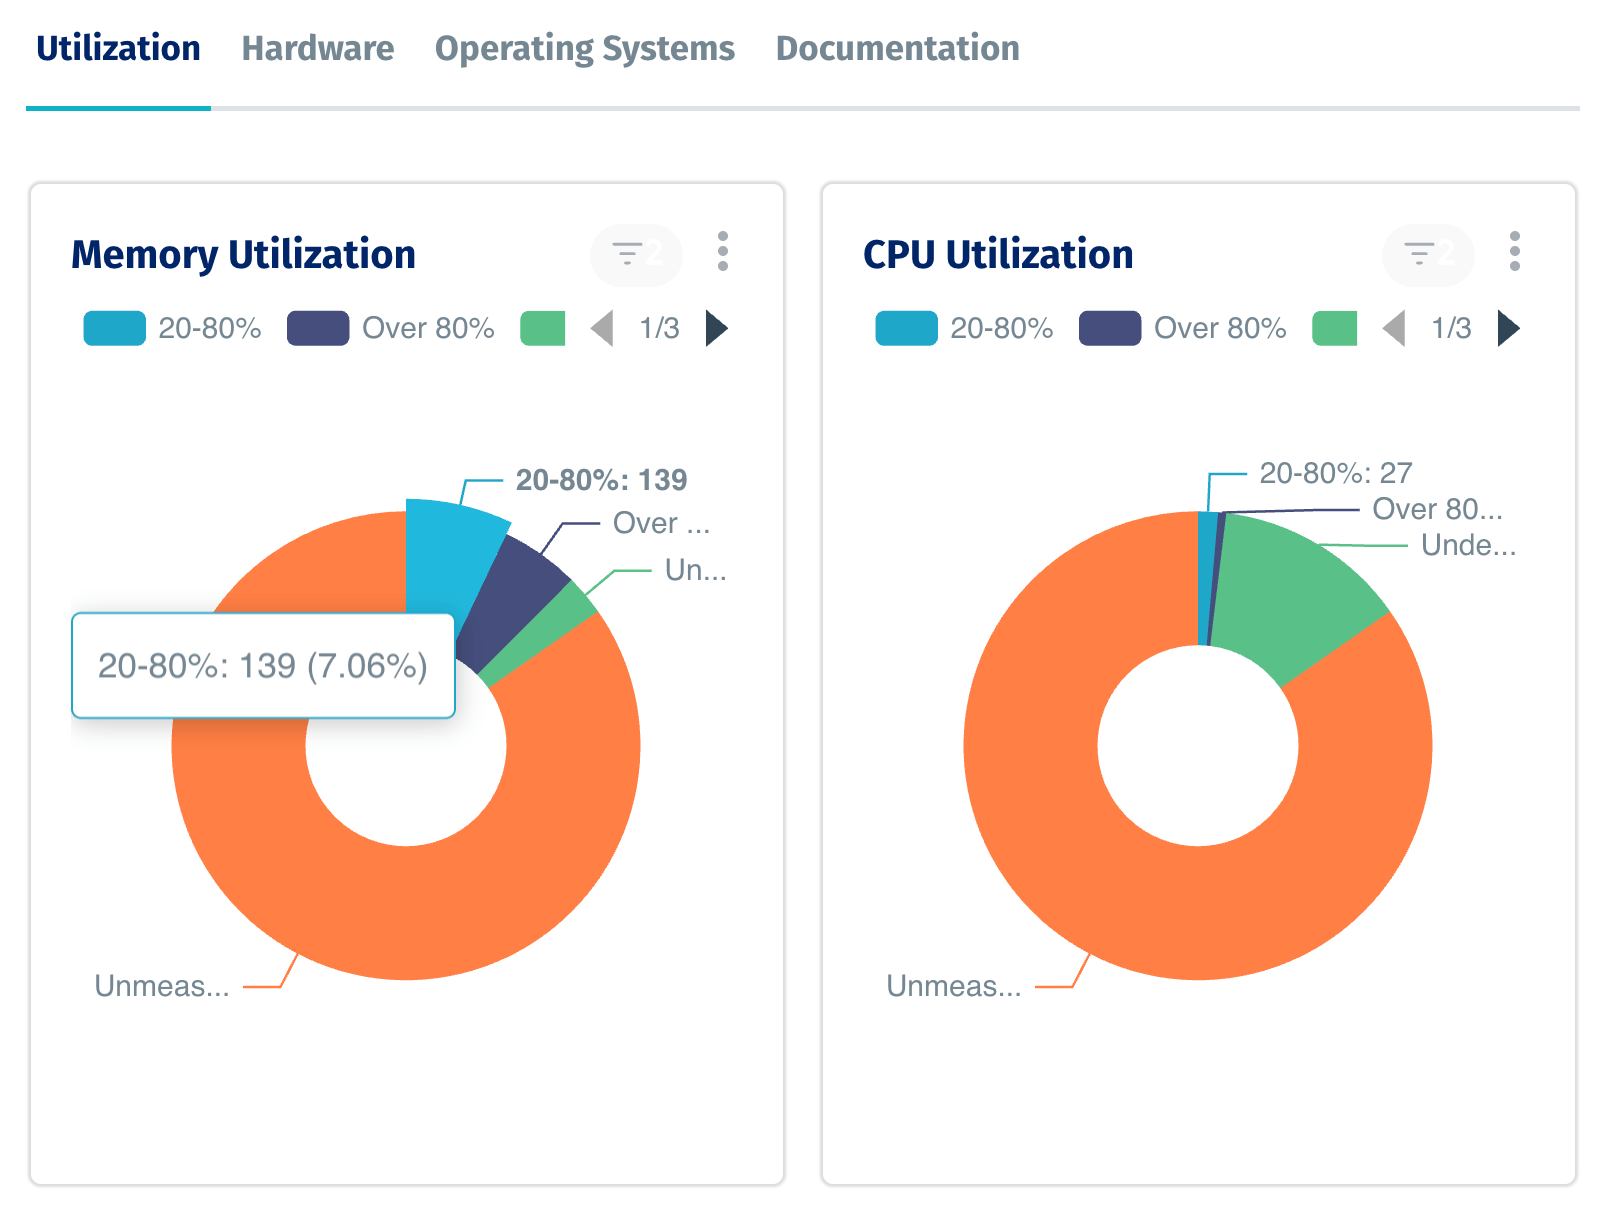 Utilization Hardware Operating Systems Documentation
Memory Utilization 2
20-80% Over 80% 1/3
20-80%: 139
Over ...
Un...
20-80%: 139 (7.06%)
Unmeas...
CPU Utilization 2
20-80% Over 80% 1/3
20-80%: 27
Over 80...
Unde...
Unmeas...